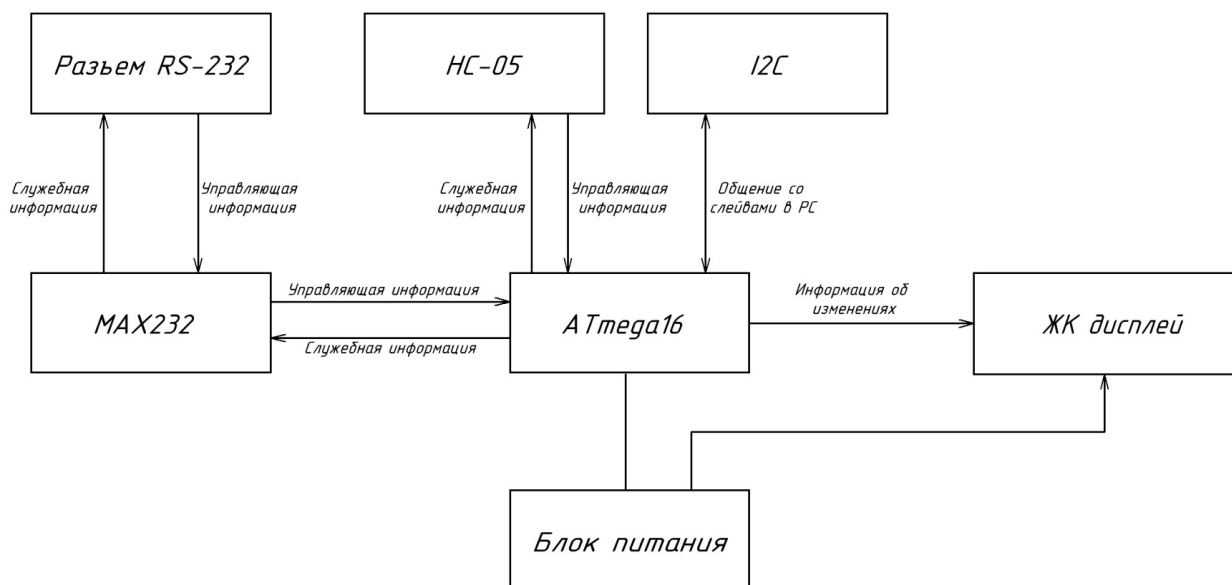 Разъем RS-232
HC-05
I2C
Служебная
информация
Управляющая
информация
Служебная
информация
Управляющая
информация
Общение со
слейвами в PC
MAX232
Управляющая информация
Служебная информация
ATmega16
Информация об
изменениях
ЖК дисплей
Блок питания